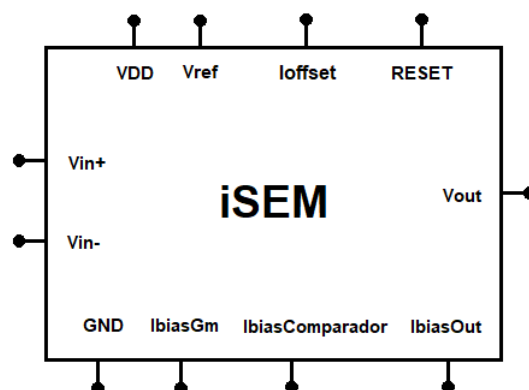 VDD Vref Ioffset RESET
Vin+
iSEM
Vout
Vin-
GND IbiasGm IbiasComparador IbiasOut